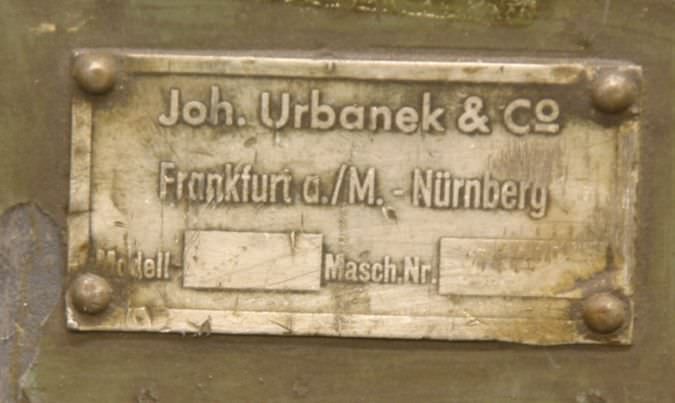 Joh. Urbanek & Cº
Frankfurt a./M. - Nürnberg
Modell- Masch.Nr.